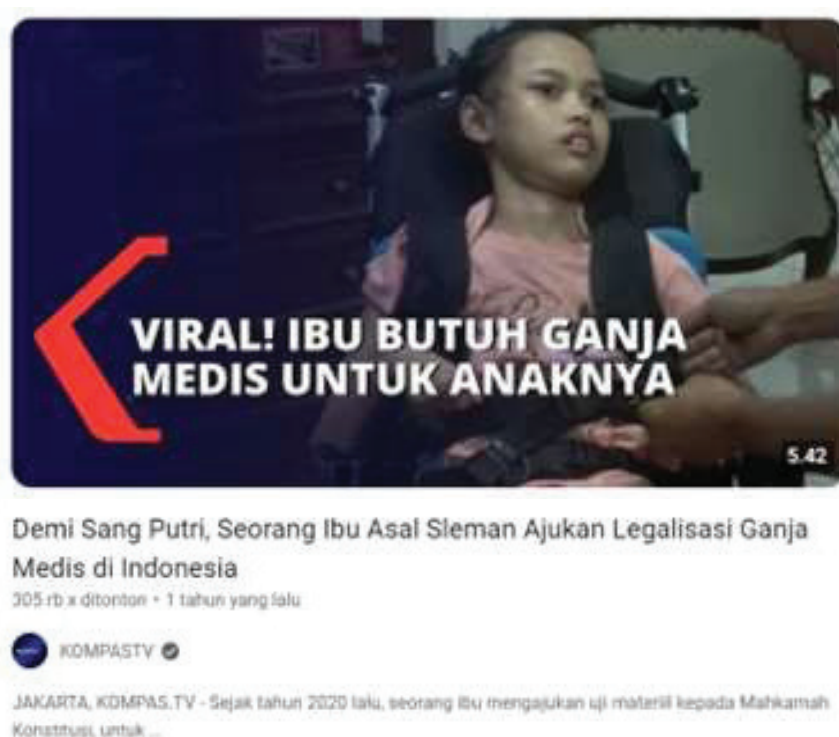 VIRAL! IBU BUTUH GANJA
MEDIS UNTUK ANAKNYA
5.42
Demi Sang Putri, Seorang Ibu Asal Sleman Ajukan Legalisasi Ganja
Medis di Indonesia
305 rb x ditonton • 1 tahun yang lalu
KOMPASTV
JAKARTA, KOMPAS.TV - Sejak tahun 2020 lalu, seorang ibu mengajukan uji materiil kepada Mahkamah
Konstitusi, untuk ...